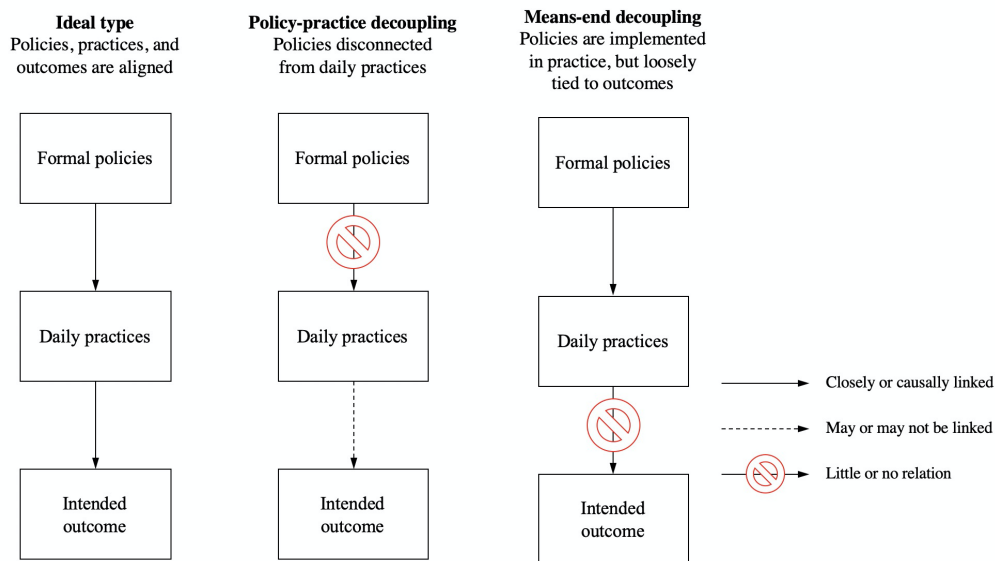 Ideal type
Policies, practices, and
outcomes are aligned
Formal policies
Daily practices
Intended
outcome
Policy-practice decoupling
Policies disconnected
from daily practices
Formal policies
Daily practices
Intended
outcome
Means-end decoupling
Policies are implemented
in practice, but loosely
tied to outcomes
Formal policies
Daily practices
Intended
outcome
Closely or causally linked
May or may not be linked
Little or no relation